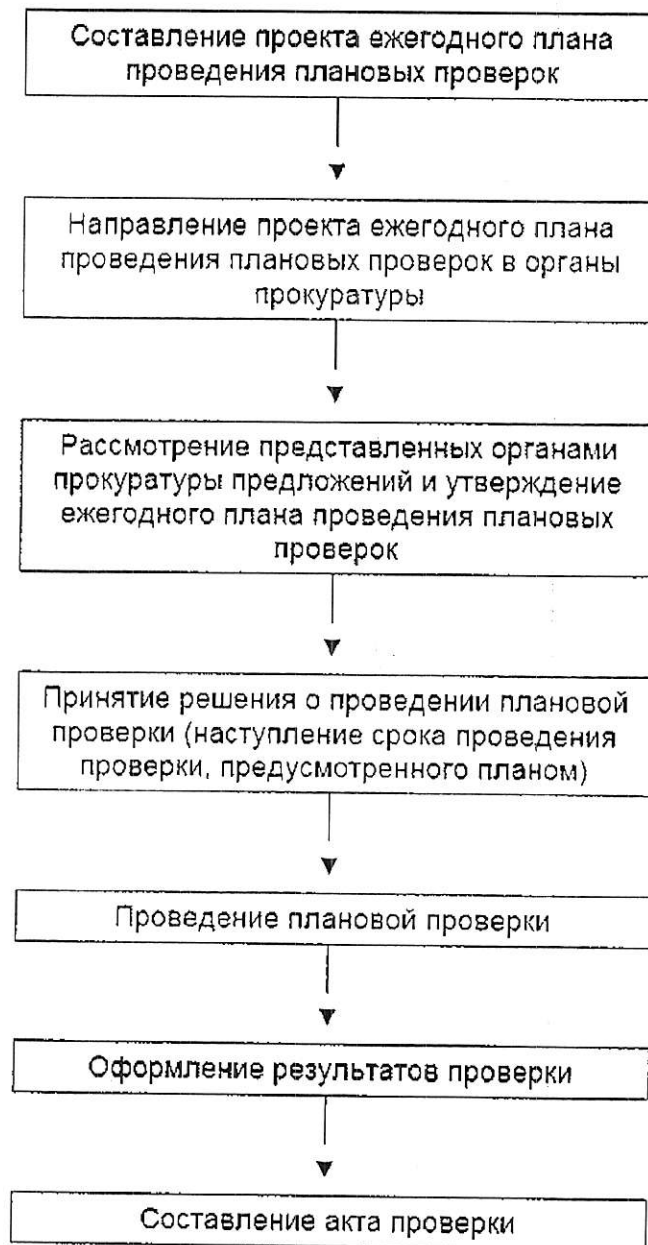 Составление проекта ежегодного плана
проведения плановых проверок
Направление проекта ежегодного плана
проведения плановых проверок в органы
прокуратуры
Рассмотрение представленных органами
прокуратуры предложений и утверждение
ежегодного плана проведения плановых
проверок
Принятие решения о проведении плановой
проверки (наступление срока проведения
проверки, предусмотренного планом)
Проведение плановой проверки
Оформление результатов проверки
Составление акта проверки